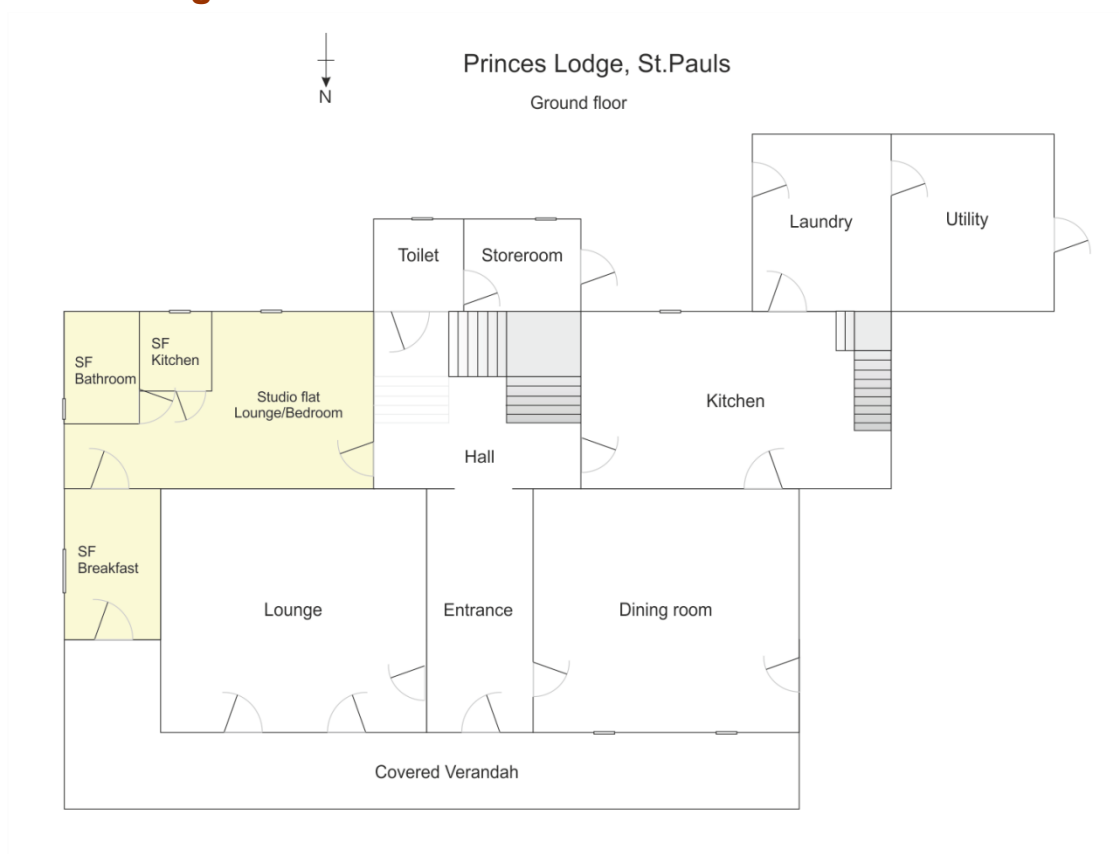 Princes Lodge, St.Pauls
N
Ground floor
Laundry
Utility
Toilet
Storeroom
SF
Bathroom
SF
Kitchen
Studio flat
Lounge/Bedroom
Kitchen
Hall
SF
Breakfast
Lounge
Entrance
Dining room
Covered Verandah